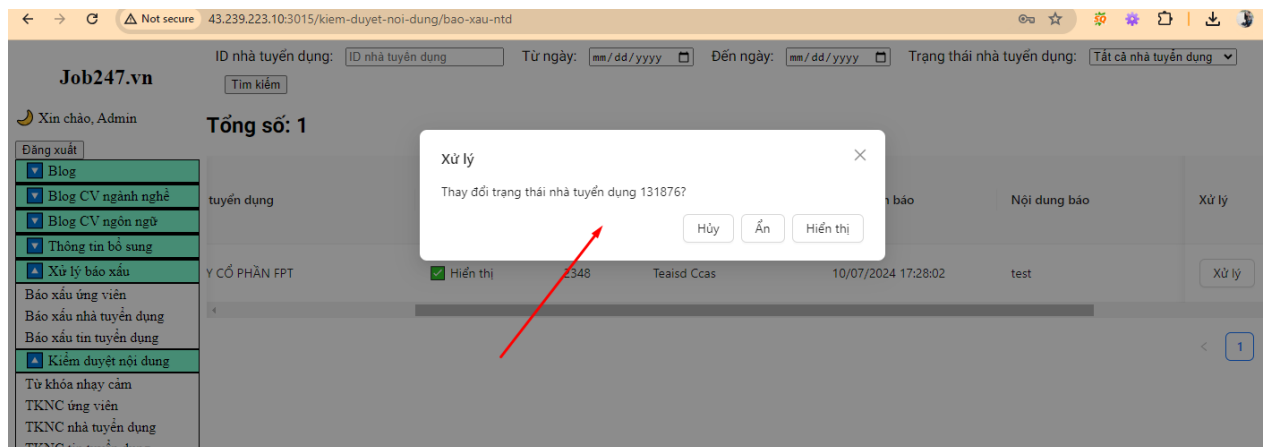 Not secure 43.239.223.10:3015/kiem-duyet-noi-dung/bao-xau-ntd
ID nhà tuyển dụng: ID nhà tuyển dụng Từ ngày: mm/dd/yyyy Đến ngày: mm/dd/yyyy Trạng thái nhà tuyển dụng: Tất cả nhà tuyển dụng
Tìm kiếm
Job247.vn
Xin chào, Admin
Đăng xuất
Tổng số: 1
Blog
Blog CV ngành nghề
Blog CV ngôn ngữ
Thông tin bổ sung
Xử lý báo xấu
Báo xấu ứng viên
Báo xấu nhà tuyển dụng
Báo xấu tin tuyển dụng
Kiểm duyệt nội dung
Từ khóa nhạy cảm
TKNC ứng viên
TKNC nhà tuyển dụng
Xử lý
Thay đổi trạng thái nhà tuyển dụng 131876?
Hủy Ẩn Hiển thị
tuyển dụng báo Nội dung báo Xử lý
Y CỔ PHẦN FPT Hiển thị 2348 Teaisd Ccas 10/07/2024 17:28:02 test Xử lý
1